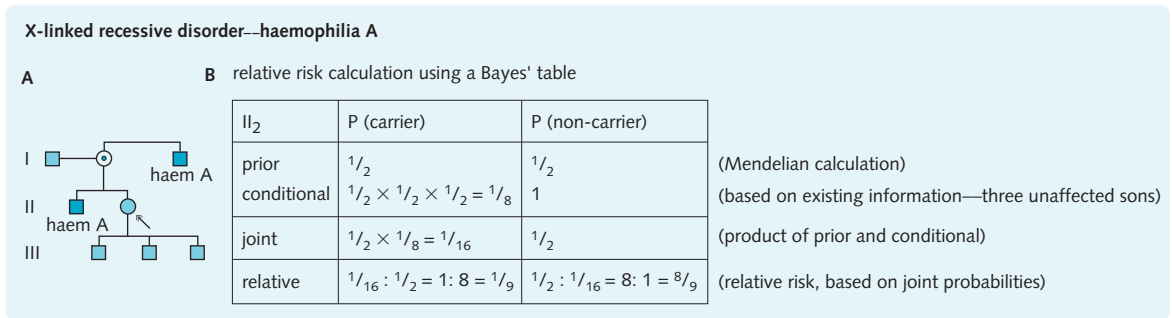 X-linked recessive disorder--haemophilia A
A
B relative risk calculation using a Bayes' table
I
haem A
II
haem A
III
II₂ P (carrier) P (non-carrier)
prior 1/2 1/2 (Mendelian calculation)
conditional 1/2 × 1/2 × 1/2 = 1/8 1 (based on existing information—three unaffected sons)
joint 1/2 × 1/8 = 1/16 1/2 (product of prior and conditional)
relative 1/16 : 1/2 = 1: 8 = 1/9 1/2 : 1/16 = 8: 1 = 8/9 (relative risk, based on joint probabilities)